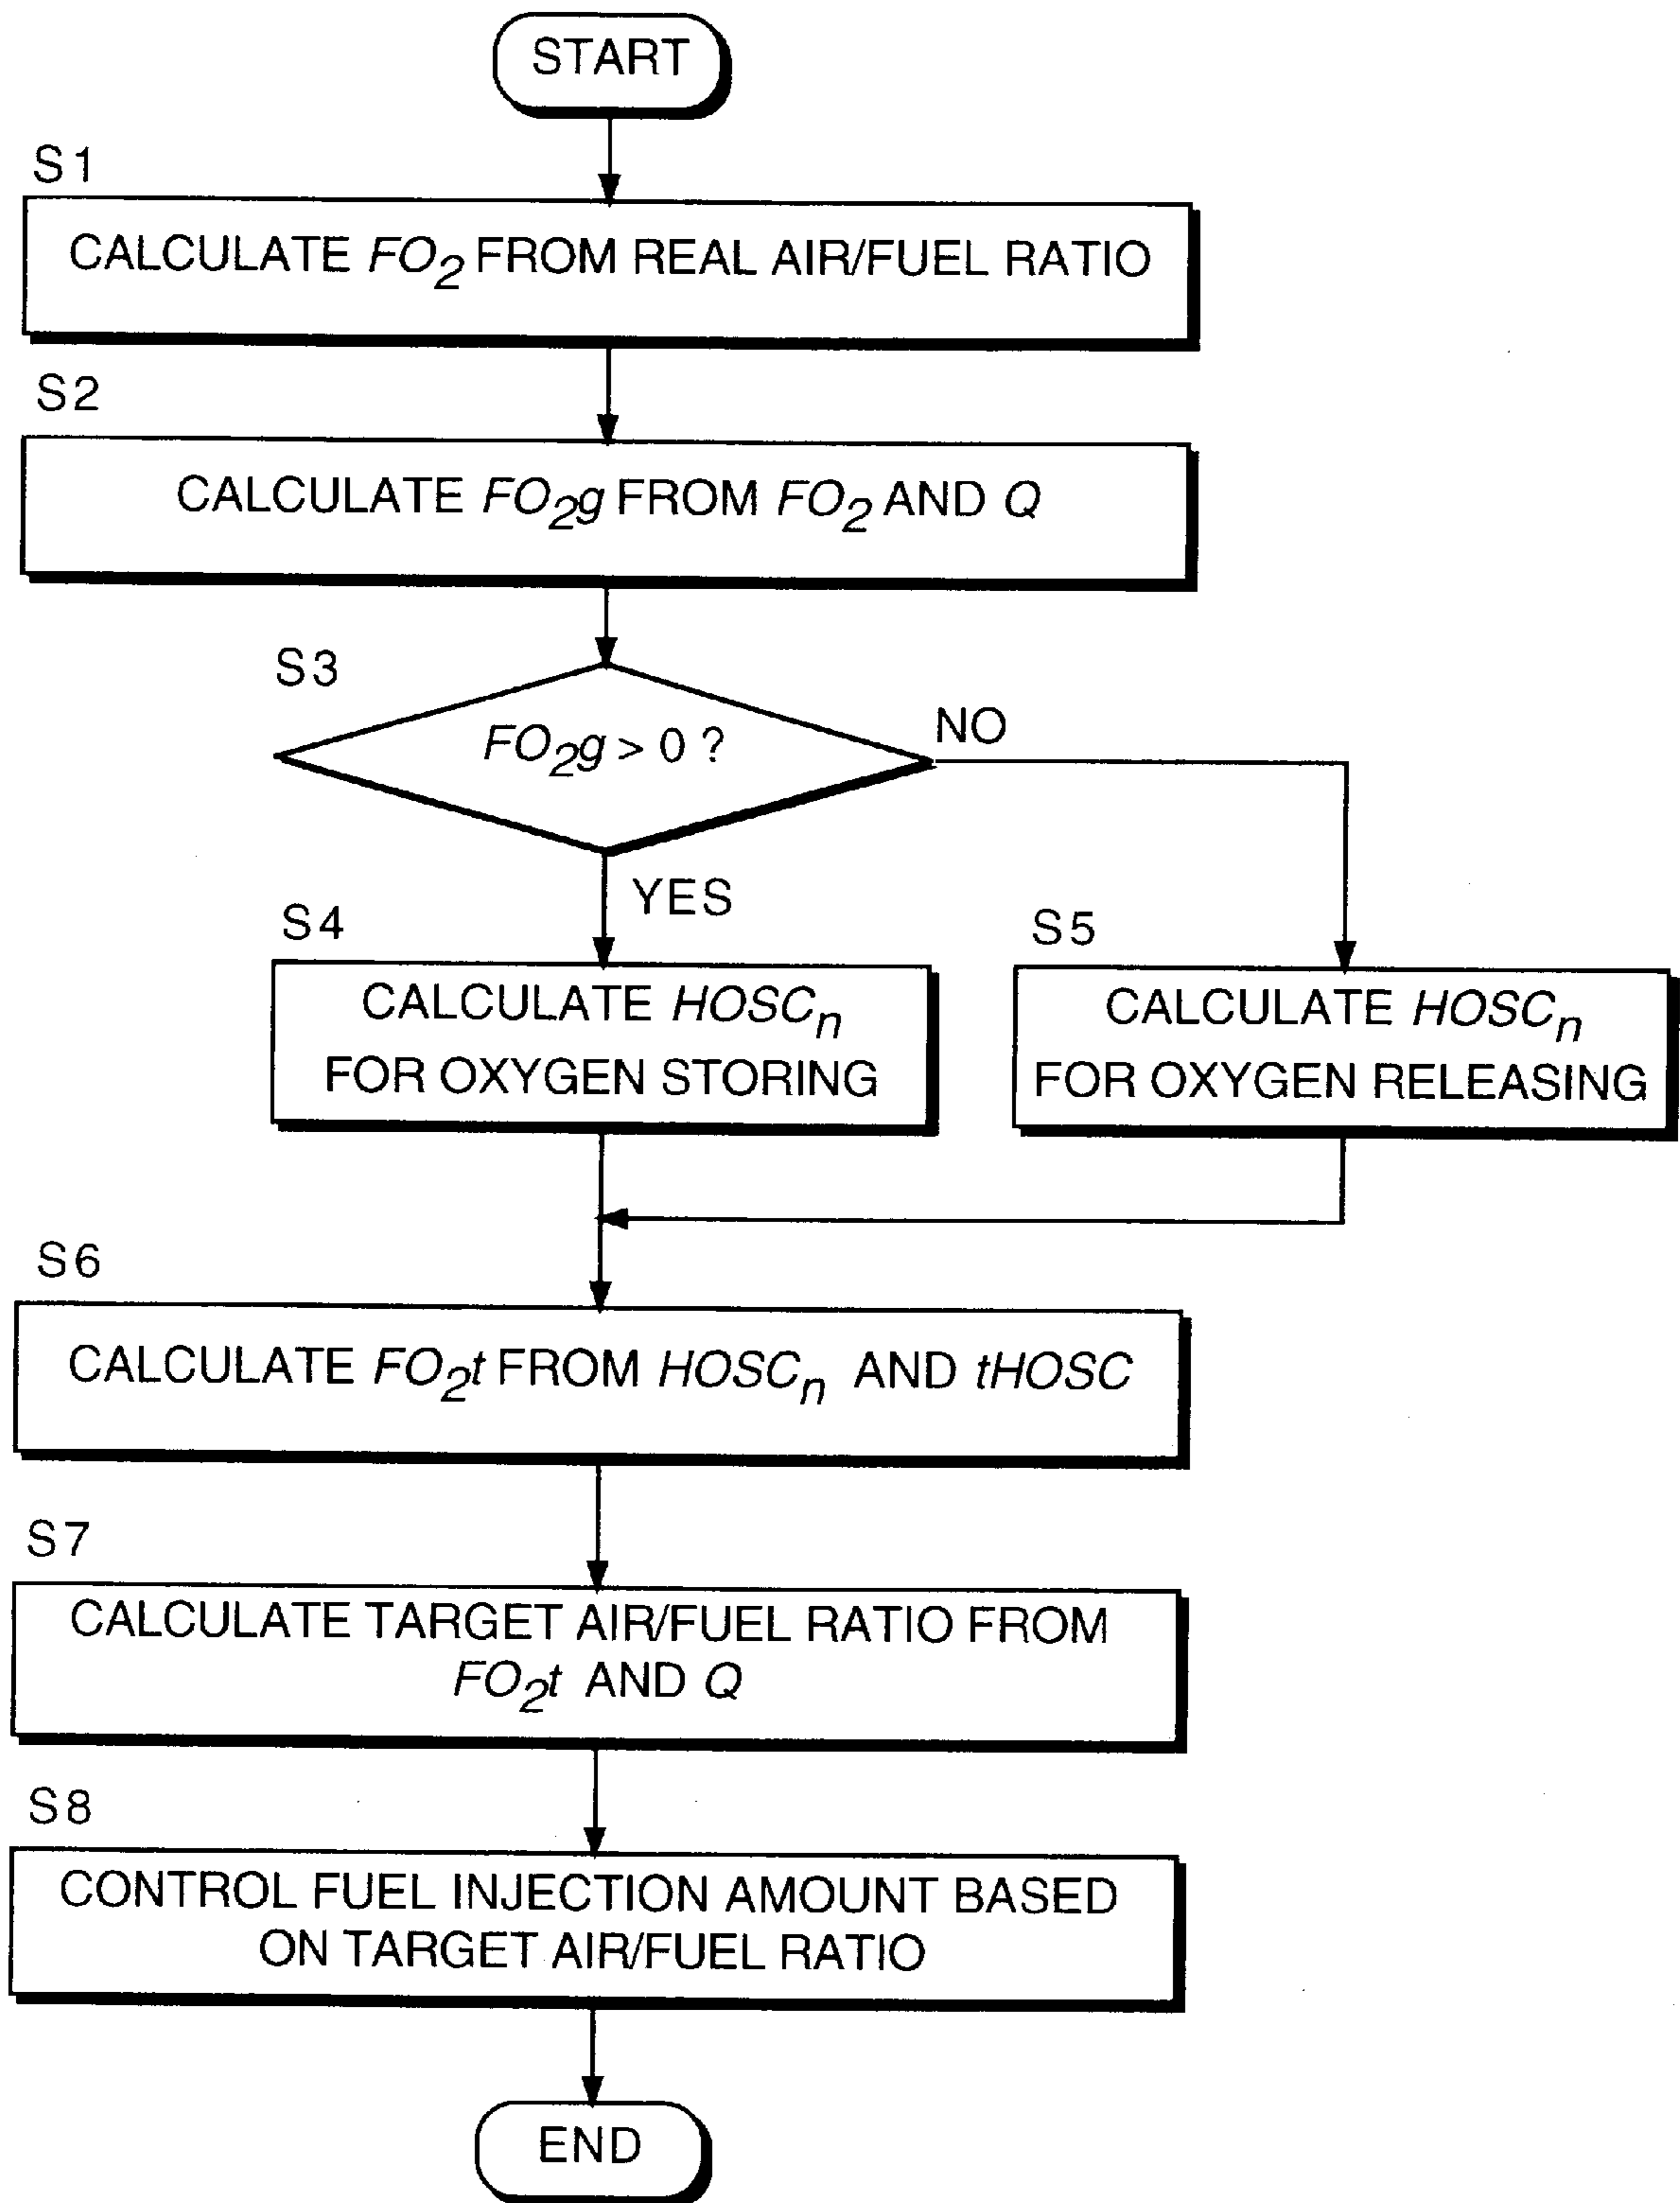 START
S1
CALCULATE FO2 FROM REAL AIR/FUEL RATIO
S2
CALCULATE FO2g FROM FO2 AND Q
S3
FO2g > 0 ?
NO
YES
S4
CALCULATE HOSCn
FOR OXYGEN STORING
S5
CALCULATE HOSCn
FOR OXYGEN RELEASING
S6
CALCULATE FO2t FROM HOSCn AND tHOSC
S7
CALCULATE TARGET AIR/FUEL RATIO FROM
FO2t AND Q
S8
CONTROL FUEL INJECTION AMOUNT BASED
ON TARGET AIR/FUEL RATIO
END